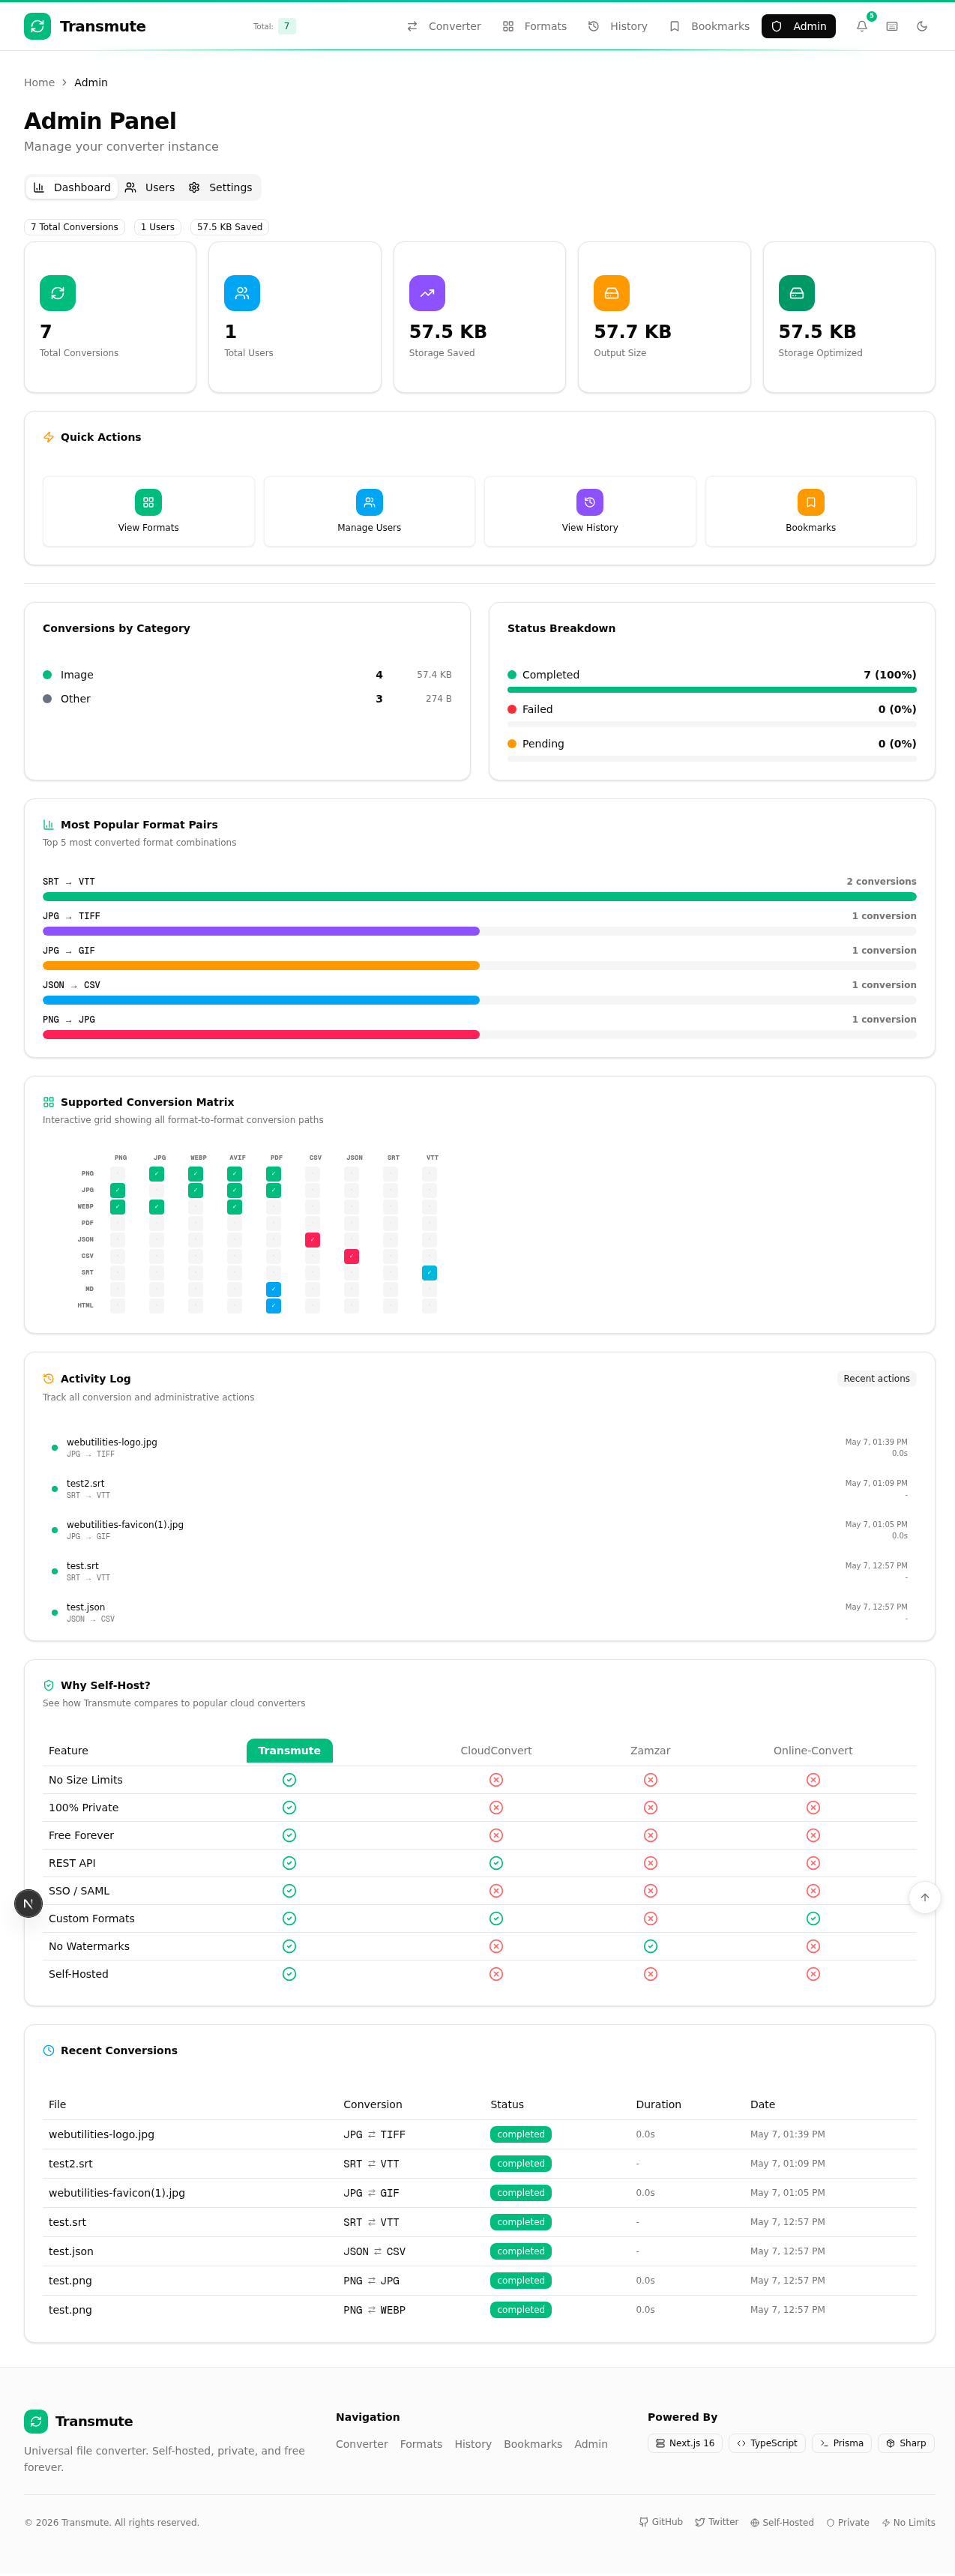 Transmute
Total: 7
Converter
Formats
History
Bookmarks
Admin
5
Home > Admin
Admin Panel
Manage your converter instance
Dashboard
Users
Settings
7 Total Conversions
1 Users
57.5 KB Saved
7
Total Conversions
1
Total Users
57.5 KB
Storage Saved
57.7 KB
Output Size
57.5 KB
Storage Optimized
Quick Actions
View Formats
Manage Users
View History
Bookmarks
Conversions by Category
Image 4 57.4 KB
Other 3 274 B
Status Breakdown
Completed 7 (100%)
Failed 0 (0%)
Pending 0 (0%)
Most Popular Format Pairs
Top 5 most converted format combinations
SRT → VTT 2 conversions
JPG → TIFF 1 conversion
JPG → GIF 1 conversion
JSON → CSV 1 conversion
PNG → JPG 1 conversion
Supported Conversion Matrix
Interactive grid showing all format-to-format conversion paths
PNG JPG WEBP AVIF PDF CSV JSON SRT VTT
PNG ✓ ✓ ✓ ✓
JPG ✓ ✓ ✓ ✓
WEBP ✓ ✓ ✓
PDF
JSON ✓
CSV ✓
SRT ✓
MD ✓
HTML ✓
Activity Log
Recent actions
Track all conversion and administrative actions
webutilities-logo.jpg May 7, 01:39 PM
JPG → TIFF 0.0s
test2.srt May 7, 01:09 PM
SRT → VTT -
webutilities-favicon(1).jpg May 7, 01:05 PM
JPG → GIF 0.0s
test.srt May 7, 12:57 PM
SRT → VTT -
test.json May 7, 12:57 PM
JSON → CSV -
Why Self-Host?
See how Transmute compares to popular cloud converters
Feature Transmute CloudConvert Zamzar Online-Convert
No Size Limits
100% Private
Free Forever
REST API
SSO / SAML
N
Custom Formats
No Watermarks
Self-Hosted
Recent Conversions
File Conversion Status Duration Date
webutilities-logo.jpg JPG ⇄ TIFF completed 0.0s May 7, 01:39 PM
test2.srt SRT ⇄ VTT completed - May 7, 01:09 PM
webutilities-favicon(1).jpg JPG ⇄ GIF completed 0.0s May 7, 01:05 PM
test.srt SRT ⇄ VTT completed - May 7, 12:57 PM
test.json JSON ⇄ CSV completed - May 7, 12:57 PM
test.png PNG ⇄ JPG completed 0.0s May 7, 12:57 PM
test.png PNG ⇄ WEBP completed 0.0s May 7, 12:57 PM
Transmute
Universal file converter. Self-hosted, private, and free
forever.
Navigation
Converter Formats History Bookmarks Admin
Powered By
Next.js 16 TypeScript Prisma Sharp
© 2026 Transmute. All rights reserved.
GitHub Twitter Self-Hosted Private No Limits